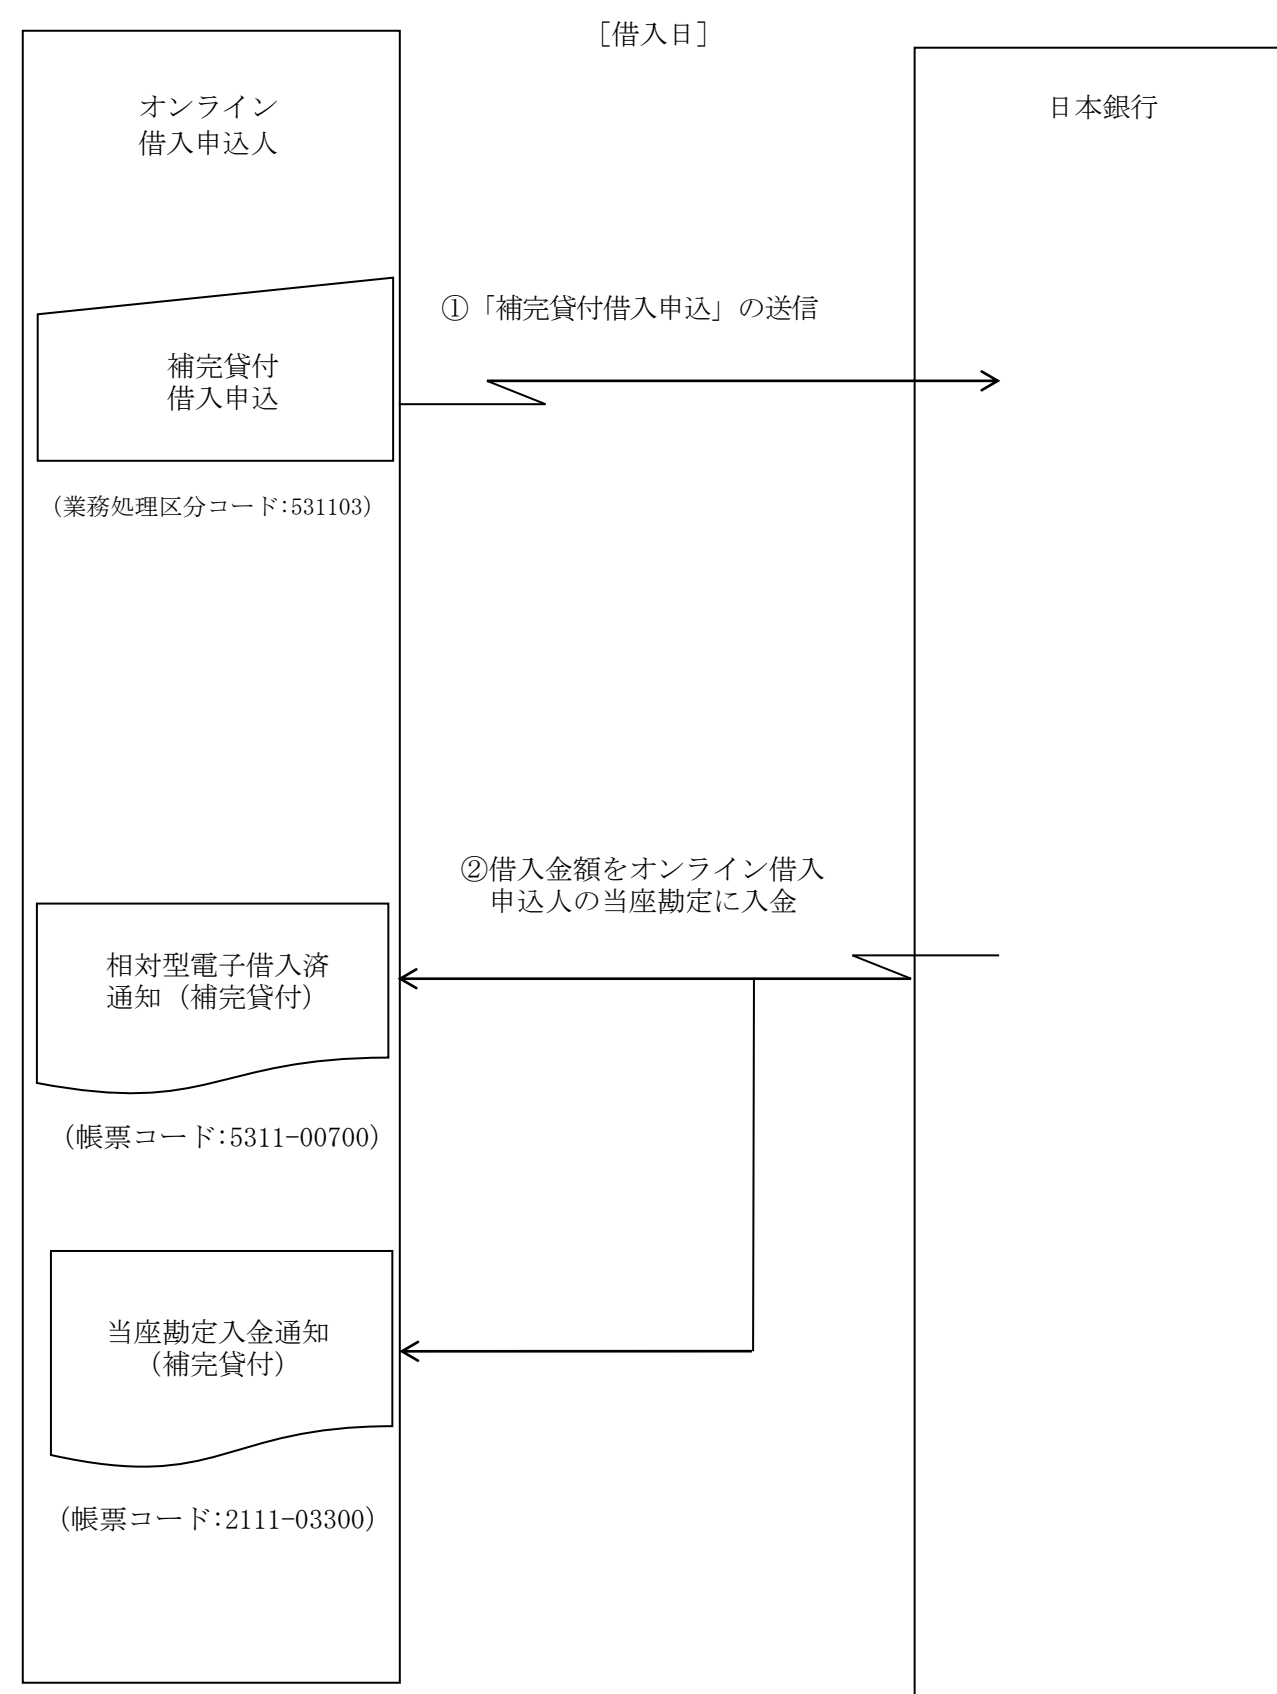 ［借入日］
オンライン
借入申込人
日本銀行
①「補完貸付借入申込」の送信
補完貸付
借入申込
（業務処理区分コード:531103）
②借入金額をオンライン借入
申込人の当座勘定に入金
相対型電子借入済
通知（補完貸付）
（帳票コード:5311-00700）
当座勘定入金通知
（補完貸付）
（帳票コード:2111-03300）